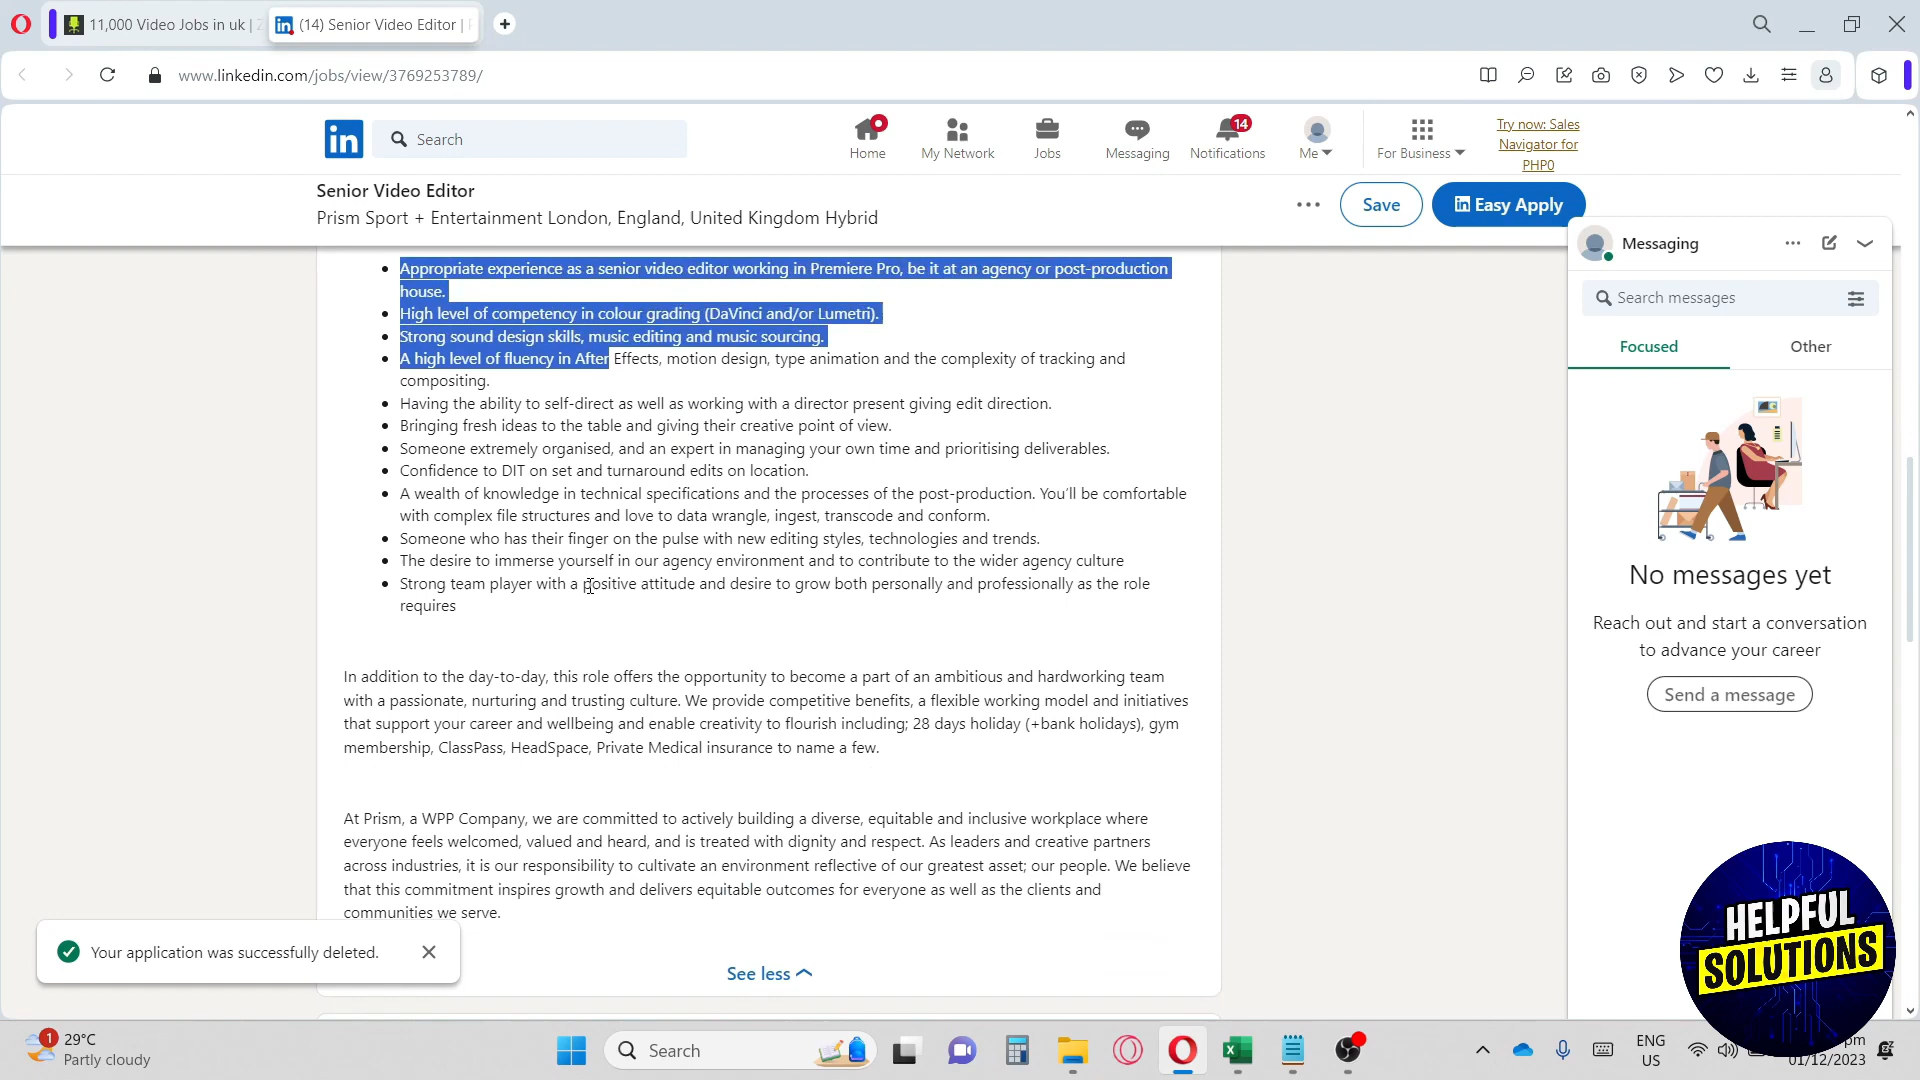 11,000 Video Jobs in uk |
(14) Senior Video Editor |
www.linkedin.com/jobs/view/3769253789/
in
Search
Home
My Network
Jobs
Messaging
14
Notifications
Me
For Business
Try now: Sales
Navigator for
PHP0
Senior Video Editor
Prism Sport + Entertainment London, England, United Kingdom Hybrid
Save
in Easy Apply
Appropriate experience as a senior video editor working in Premiere Pro, be it at an agency or post-production
house.
High level of competency in colour grading (DaVinci and/or Lumetri).
Strong sound design skills, music editing and music sourcing.
A high level of fluency in After Effects, motion design, type animation and the complexity of tracking and
compositing.
Having the ability to self-direct as well as working with a director present giving edit direction.
Bringing fresh ideas to the table and giving their creative point of view.
Someone extremely organised, and an expert in managing your own time and prioritising deliverables.
Confidence to DIT on set and turnaround edits on location.
A wealth of knowledge in technical specifications and the processes of the post-production. You'll be comfortable
with complex file structures and love to data wrangle, ingest, transcode and conform.
Someone who has their finger on the pulse with new editing styles, technologies and trends.
The desire to immerse yourself in our agency environment and to contribute to the wider agency culture
Strong team player with a positive attitude and desire to grow both personally and professionally as the role
requires
In addition to the day-to-day, this role offers the opportunity to become a part of an ambitious and hardworking team
with a passionate, nurturing and trusting culture. We provide competitive benefits, a flexible working model and initiatives
that support your career and wellbeing and enable creativity to flourish including; 28 days holiday (+bank holidays), gym
membership, ClassPass, HeadSpace, Private Medical insurance to name a few.
At Prism, a WPP Company, we are committed to actively building a diverse, equitable and inclusive workplace where
everyone feels welcomed, valued and heard, and is treated with dignity and respect. As leaders and creative partners
across industries, it is our responsibility to cultivate an environment reflective of our greatest asset; our people. We believe
that this commitment inspires growth and delivers equitable outcomes for everyone as well as the clients and
communities we serve.
See less
Your application was successfully deleted.
Messaging
Search messages
Focused
Other
No messages yet
Reach out and start a conversation
to advance your career
Send a message
HELPFUL
SOLUTIONS
1
29°C
Partly cloudy
Search
ENG
US
pm
01/12/2023